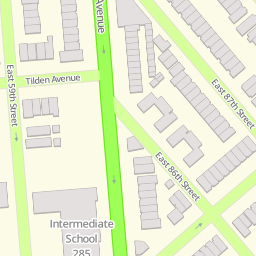 Avenue
East 59th Street
Tilden Avenue
East 87th Street
East 86th Street
Intermediate
School
285